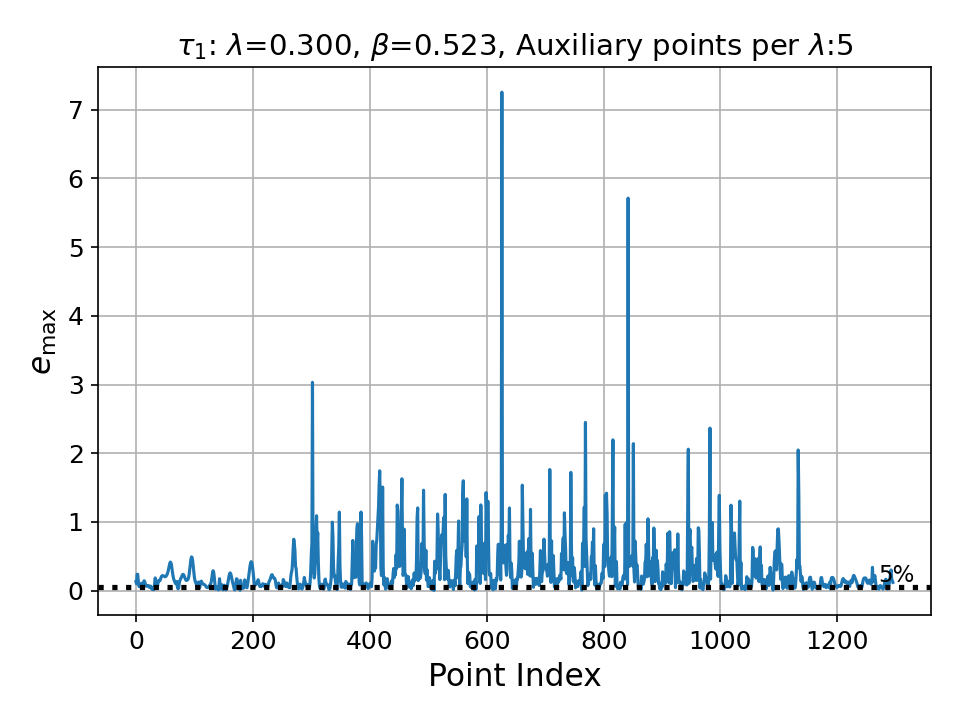 τ₁: λ=0.300, β=0.523, Auxiliary points per λ:5
7
6
5
4
3
2
1
0
e_max
5%
0 200 400 600 800 1000 1200
Point Index